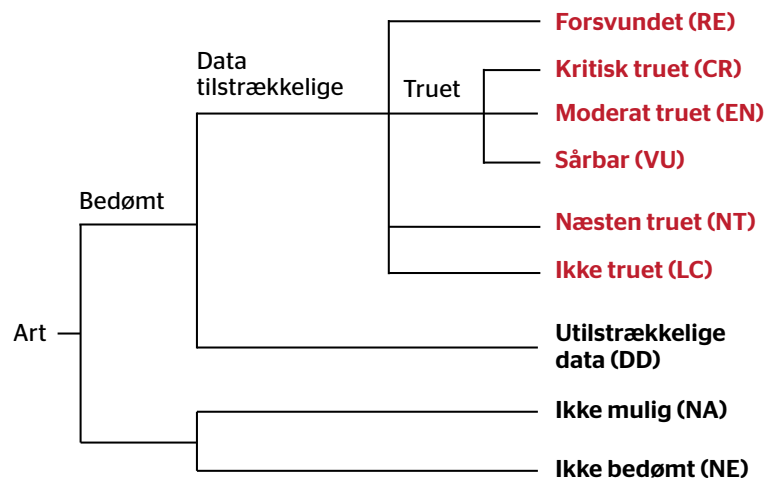 Forsvundet (RE)
Data
tilstrækkelige
Truet
Kritisk truet (CR)
Moderat truet (EN)
Sårbar (VU)
Bedømt
Næsten truet (NT)
Ikke truet (LC)
Art
Utilstrækkelige
data (DD)
Ikke mulig (NA)
Ikke bedømt (NE)